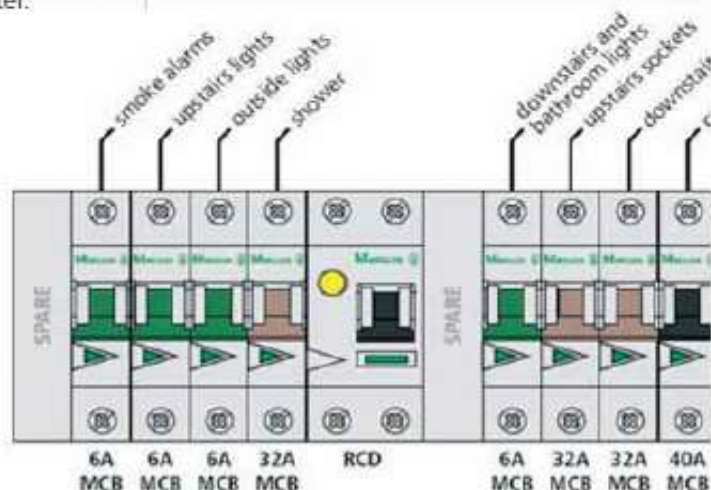 smoke alarms
upstairs lights
outside lights
shower
downstairs and
bathroom lights
upstairs sockets
SPARE
SPARE
6A
MCB
6A
MCB
6A
MCB
32A
MCB
RCD
6A
MCB
32A
MCB
32A
MCB
40A
MCB